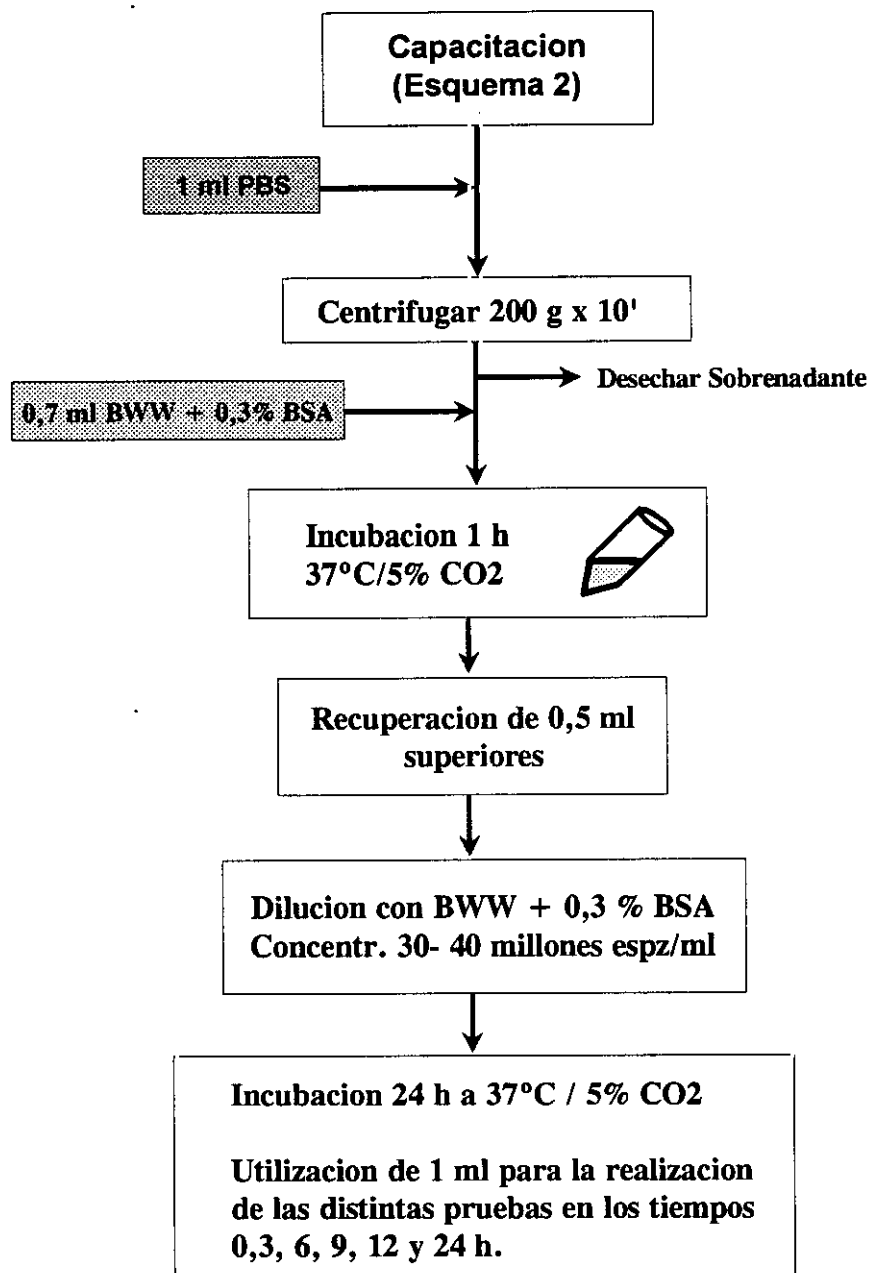 Capacitacion
(Esquema 2)
1 ml PBS
Centrifugar 200 g x 10'
Desechar Sobrenadante
0,7 ml BWW + 0,3% BSA
Incubacion 1 h
37°C/5% CO2
Recuperacion de 0,5 ml
superiores
Dilucion con BWW + 0,3 % BSA
Concentr. 30- 40 millones espz/ml
Incubacion 24 h a 37°C / 5% CO2
Utilizacion de 1 ml para la realizacion
de las distintas pruebas en los tiempos
0,3, 6, 9, 12 y 24 h.